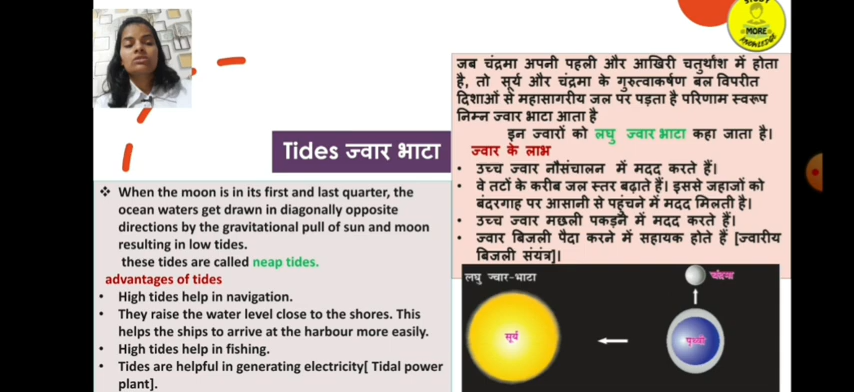 STUDY
MORE
KNOWLEDGE
Tides ज्वार भाटा
When the moon is in its first and last quarter, the
ocean waters get drawn in diagonally opposite
directions by the gravitational pull of sun and moon
resulting in low tides.
these tides are called neap tides.
advantages of tides
• High tides help in navigation.
• They raise the water level close to the shores. This
helps the ships to arrive at the harbour more easily.
• High tides help in fishing.
• Tides are helpful in generating electricity[ Tidal power
plant].
जब चंद्रमा अपनी पहली और आखिरी चतुर्थांश में होता
है, तो सूर्य और चंद्रमा के गुरुत्वाकर्षण बल विपरीत
दिशाओं से महासागरीय जल पर पड़ता है परिणाम स्वरूप
निम्न ज्वार भाटा आता है
इन ज्वारों को लघु ज्वार भाटा कहा जाता है।
ज्वार के लाभ
• उच्च ज्वार नौसंचालन में मदद करते हैं।
• वे तटों के करीब जल स्तर बढ़ाते हैं। इससे जहाजों को
बंदरगाह पर आसानी से पहुंचने में मदद मिलती है।
• उच्च ज्वार मछली पकड़ने में मदद करते हैं।
• ज्वार बिजली पैदा करने में सहायक होते हैं [ज्वारीय
बिजली संयंत्र]।
लघु ज्वार-भाटा
चंद्रमा
सूर्य
पृथ्वी